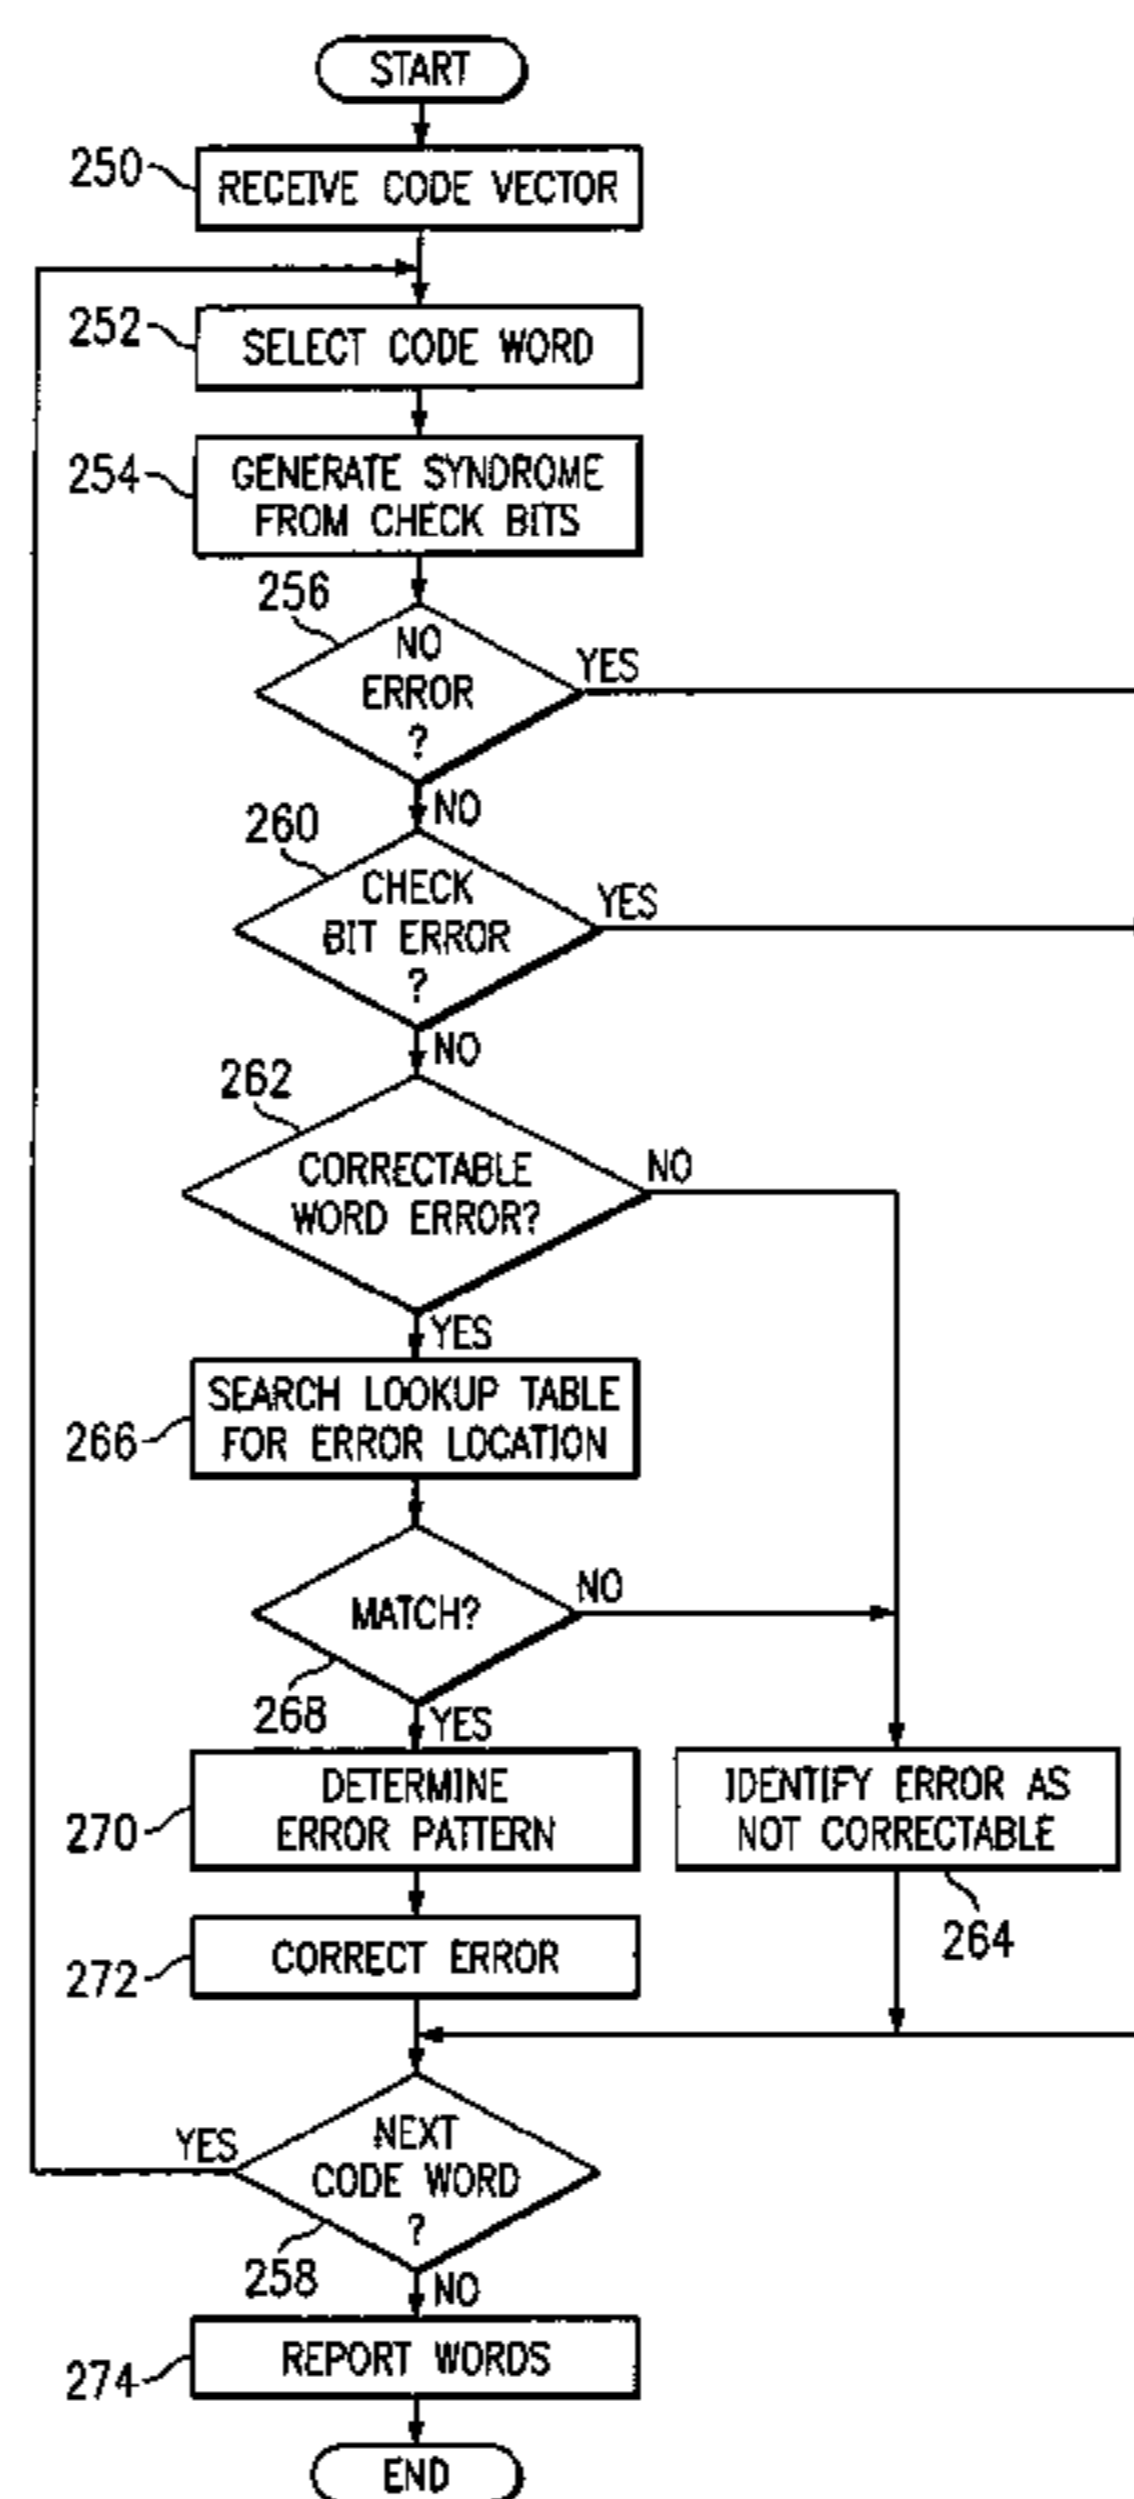 START
250
RECEIVE CODE VECTOR
252
SELECT CODE WORD
254
GENERATE SYNDROME
FROM CHECK BITS
256
NO
ERROR
?
YES
NO
260
CHECK
BIT ERROR
?
YES
NO
262
CORRECTABLE
WORD ERROR?
NO
YES
266
SEARCH LOOKUP TABLE
FOR ERROR LOCATION
MATCH?
NO
268
YES
270
DETERMINE
ERROR PATTERN
IDENTIFY ERROR AS
NOT CORRECTABLE
264
272
CORRECT ERROR
YES
NEXT
CODE WORD
?
258
NO
274
REPORT WORDS
END